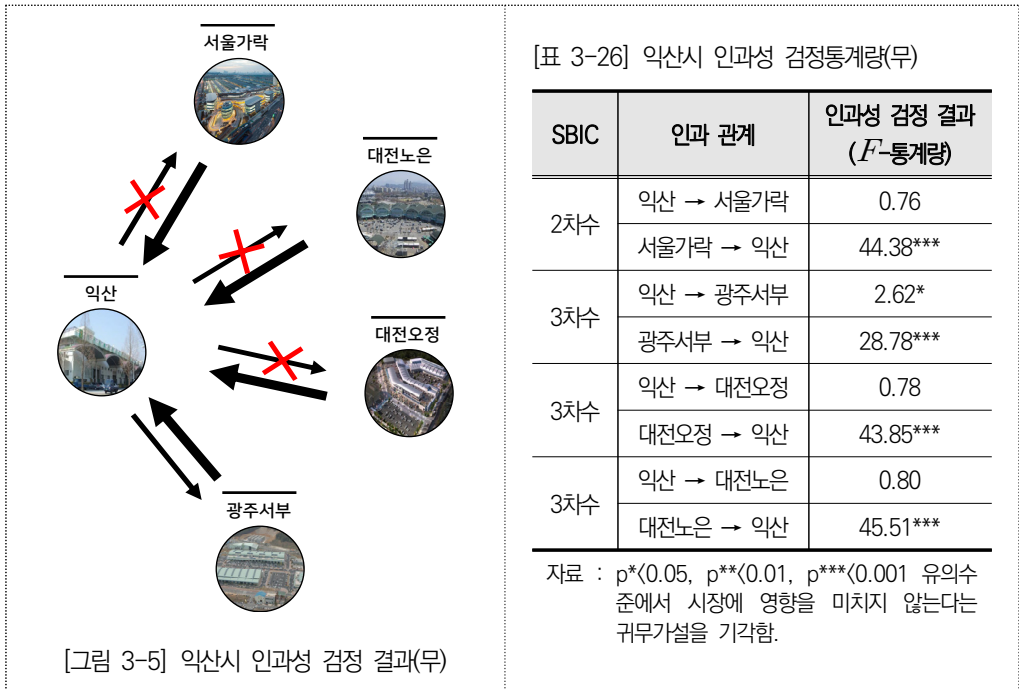 서울가락
대전노은
익산
대전오정
광주서부
[그림 3-5] 익산시 인과성 검정 결과(무)
[표 3-26] 익산시 인과성 검정통계량(무)
SBIC 인과 관계 인과성 검정 결과
(F-통계량)
2차수 익산 → 서울가락 0.76
서울가락 → 익산 44.38***
3차수 익산 → 광주서부 2.62*
광주서부 → 익산 28.78***
3차수 익산 → 대전오정 0.78
대전오정 → 익산 43.85***
3차수 익산 → 대전노은 0.80
대전노은 → 익산 45.51***
자료 : p*<0.05, p**<0.01, p***<0.001 유의수
준에서 시장에 영향을 미치지 않는다는
귀무가설을 기각함.